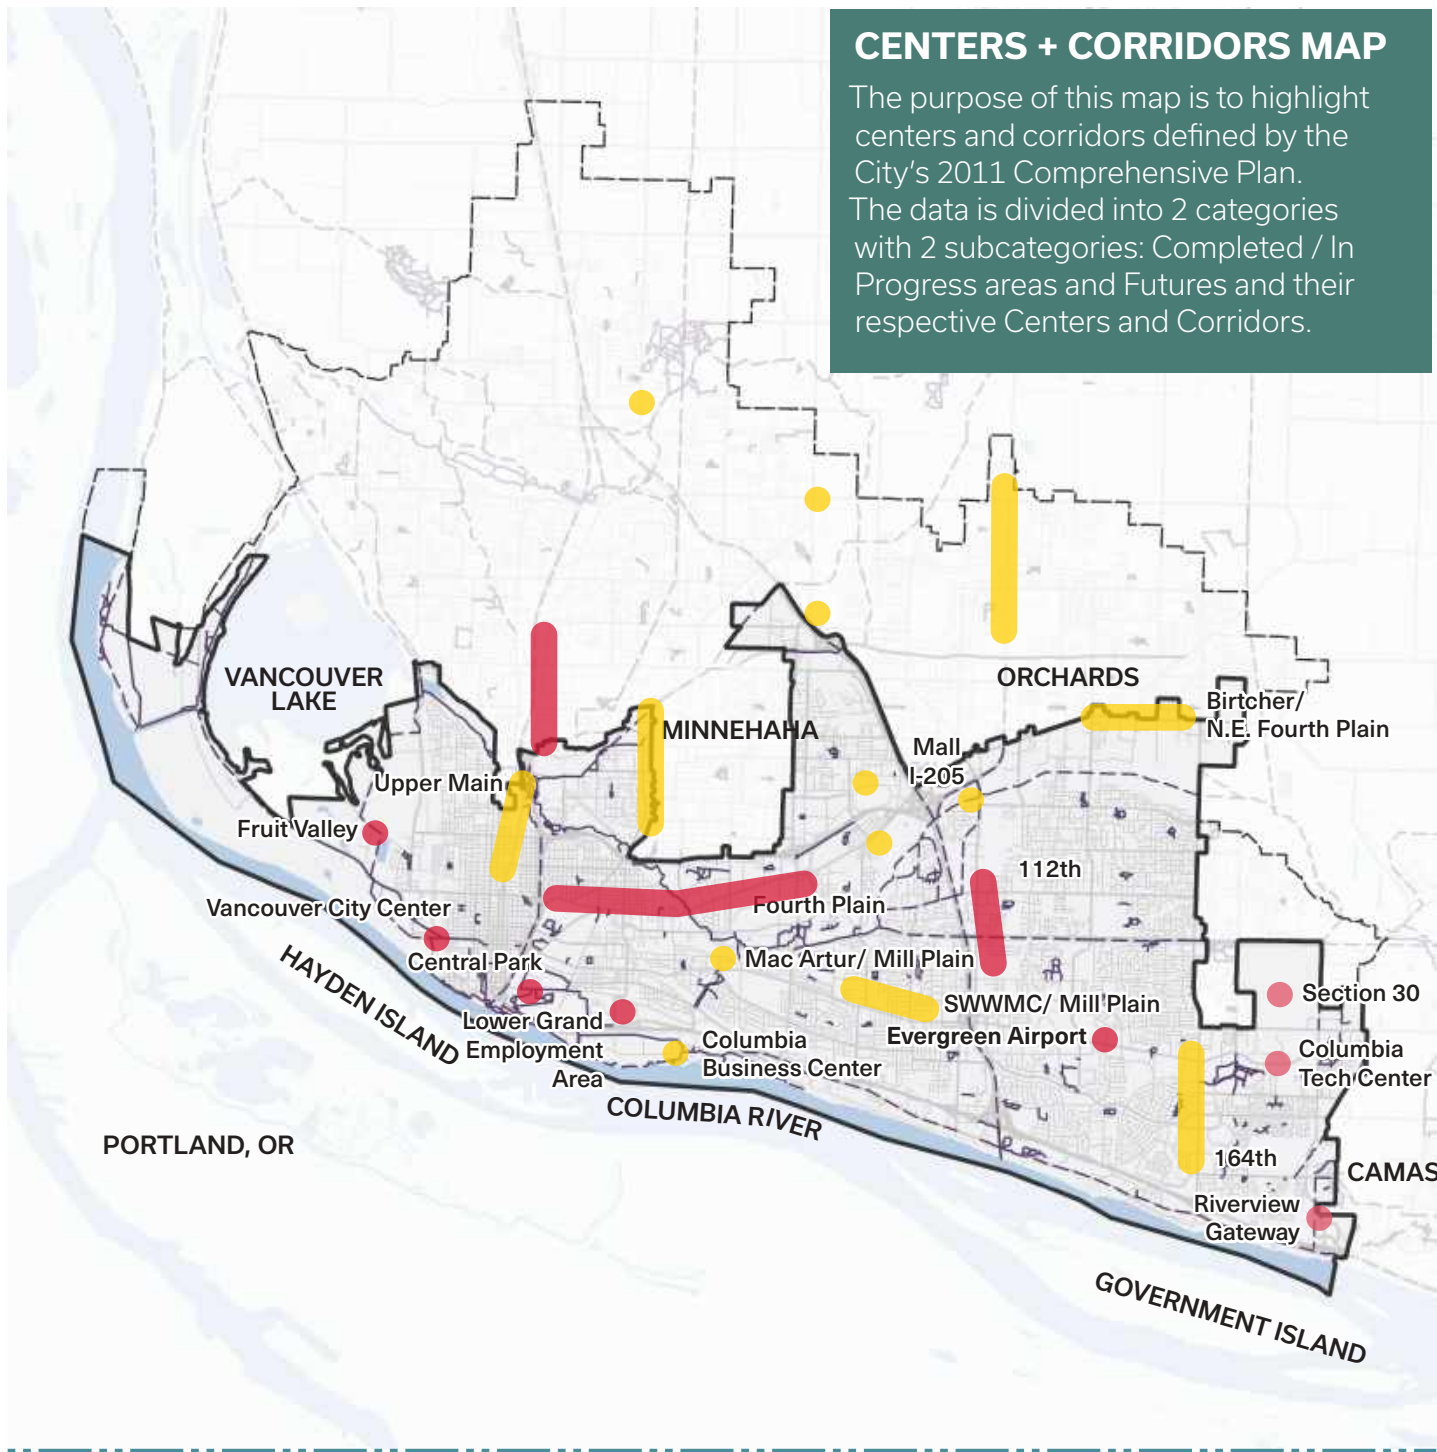 CENTERS + CORRIDORS MAP
The purpose of this map is to highlight
centers and corridors defined by the
City's 2011 Comprehensive Plan.
The data is divided into 2 categories
with 2 subcategories: Completed / In
Progress areas and Futures and their
respective Centers and Corridors.
VANCOUVER
LAKE
ORCHARDS
Birtcher/
N.E. Fourth Plain
MINNEHAHA
Mall
I-205
Upper Main
Fruit Valley
112th
Vancouver City Center
Fourth Plain
Central Park
Mac Artur/ Mill Plain
HAYDEN ISLAND
SWWMC/ Mill Plain
Section 30
Lower Grand
Employment
Area
Evergreen Airport
Columbia
Business Center
Columbia
Tech Center
COLUMBIA RIVER
PORTLAND, OR
164th
CAMAS
Riverview
Gateway
GOVERNMENT ISLAND